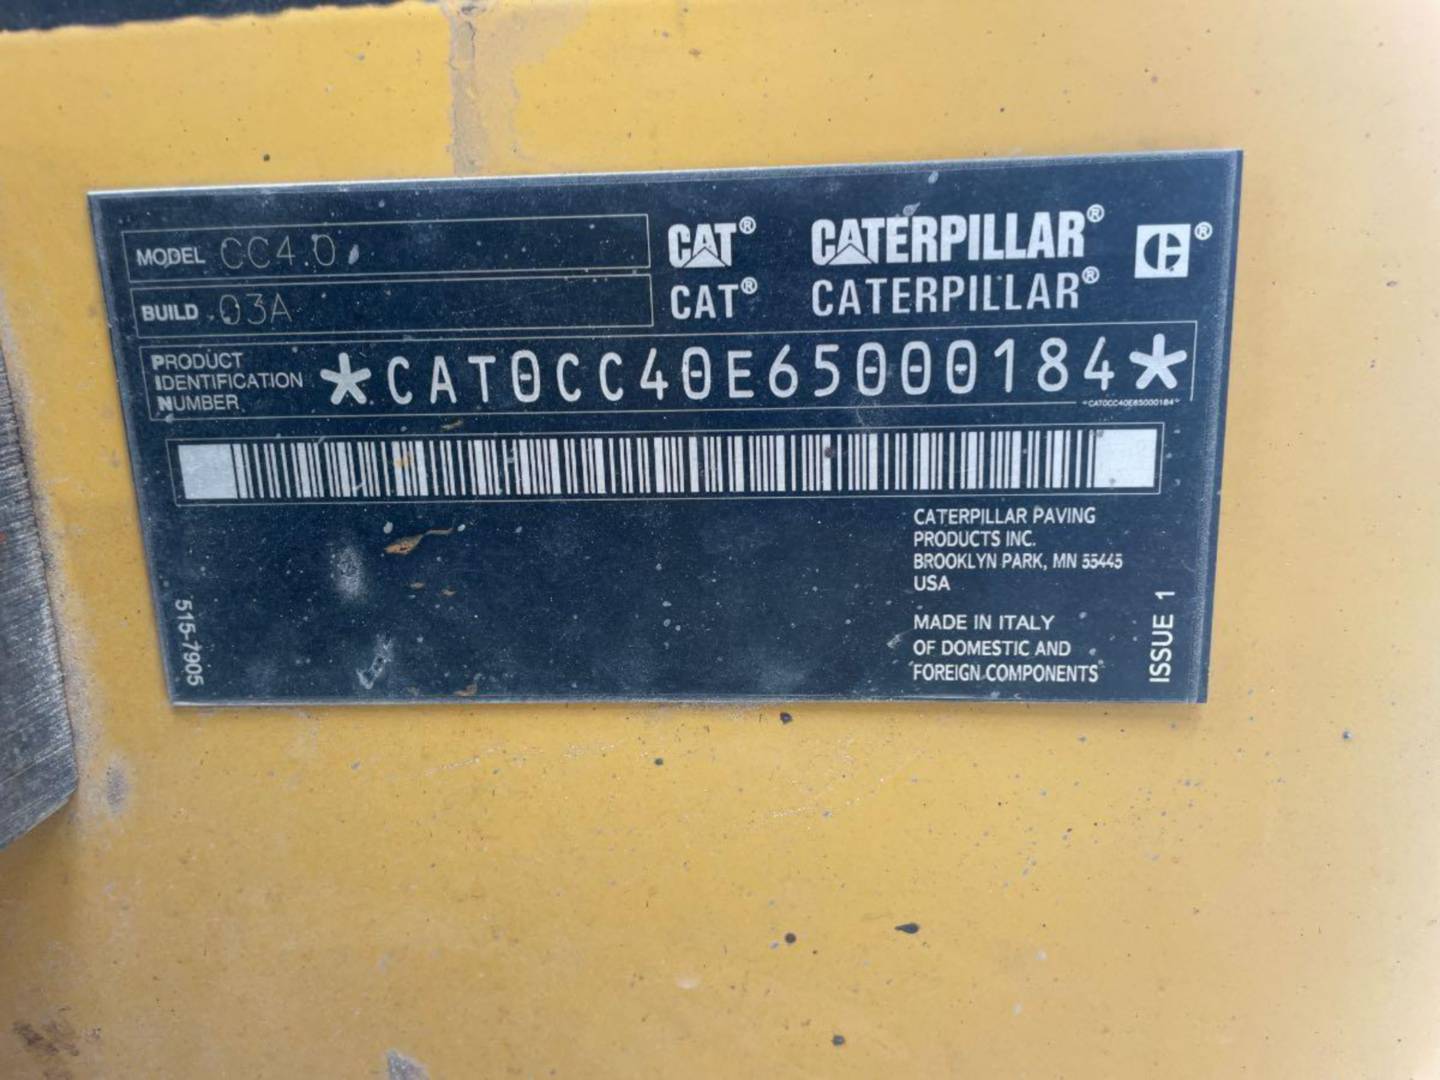 MODEL CC4.0
BUILD 03A
CAT® CATERPILLAR® ®
CAT® CATERPILLAR®
PRODUCT
IDENTIFICATION
NUMBER
*CAT0CC40E65000184*
*CAT0CC40E65000184*
CATERPILLAR PAVING
PRODUCTS INC.
BROOKLYN PARK, MN 55445
USA
MADE IN ITALY
OF DOMESTIC AND
FOREIGN COMPONENTS
515-7905
ISSUE 1